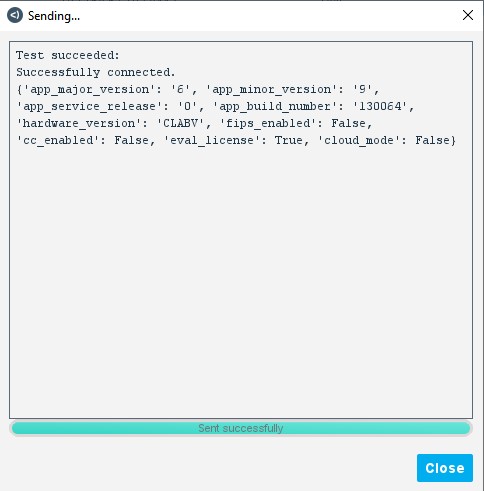 Sending...
Test succeeded:
Successfully connected.
{'app_major_version': '6', 'app_minor_version': '9',
'app_service_release': '0', 'app_build_number': '130064',
'hardware_version': 'CLABV', 'fips_enabled': False,
'cc_enabled': False, 'eval_license': True, 'cloud_mode': False}
Sent successfully
Close